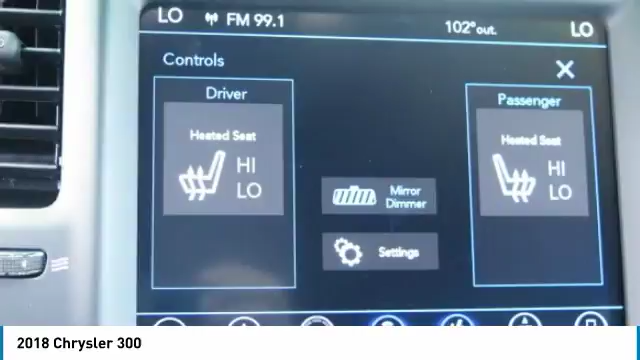 LO FM 99.1 102° out. LO
Controls
Driver
Passenger
Heated Seat
HI
LO
Heated Seat
HI
LO
Mirror
Dimmer
Settings
2018 Chrysler 300